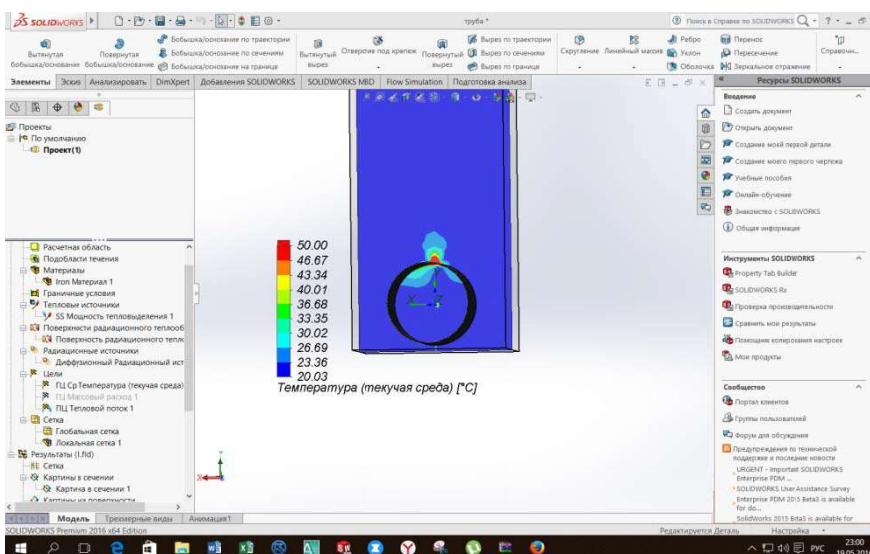 SOLIDWORKS
труба *
Поиск в Справке по SOLIDWORKS
Вытянутая бобышка/основание
Повернутая бобышка/основание
Бобышка/основание по траектории
Бобышка/основание по сечениям
Бобышка/основание на границе
Вытянутый вырез
Отверстие под крепеж
Повернутый вырез
Вырез по траектории
Вырез по сечениям
Вырез по границе
Скругление
Линейный массив
Ребро
Уклон
Оболочка
Перенос
Пересечение
Зеркальное отражение
Справочн...
Элементы
Эскиз
Анализировать
DimXpert
Добавления SOLIDWORKS
SOLIDWORKS MBD
Flow Simulation
Подготовка анализа
Проекты
По умолчанию
Проект(1)
Расчетная область
Подобласти течения
Материалы
Iron Материал 1
Граничные условия
Тепловые источники
SS Мощность тепловыделения 1
Поверхности радиационного теплооб
Поверхность радиационного тепло
Радиационные источники
Диффузионный Радиационный ист
Цели
ГЦ Ср Температура (текучая среда)
ГЦ Массовый расход 1
ПЦ Тепловой поток 1
Сетка
Глобальная сетка
Локальная сетка 1
Результаты (1.fld)
Сетка
Картины в сечении
Картина в сечении 1
Картины на поверхности
50.00
46.67
43.34
40.01
36.68
33.35
30.02
26.69
23.36
20.03
Температура (текучая среда) [°C]
Y
X
Z
X
Ресурсы SOLIDWORKS
Введение
Создать документ
Открыть документ
Создание моей первой детали
Создание моего первого чертежа
Учебные пособия
Онлайн-обучение
Знакомство с SOLIDWORKS
Общая информация
Инструменты SOLIDWORKS
Property Tab Builder
SOLIDWORKS Rx
Проверка производительности
Сравнить мои результаты
Помощник копирования настроек
Мои продукты
Сообщество
Портал клиентов
Группы пользователей
Форум для обсуждения
Предупреждения по технической поддержке и последние новости
URGENT - Important SOLIDWORKS Enterprise PDM ...
SOLIDWORKS User Assistance Survey
Enterprise PDM 2015 Beta3 is available for do...
SolidWorks 2015 Beta3 is available for
Модель
Трехмерные виды
Анимация1
SOLIDWORKS Premium 2016 x64 Edition
Редактируется Деталь
Настройка
РУС
23:00